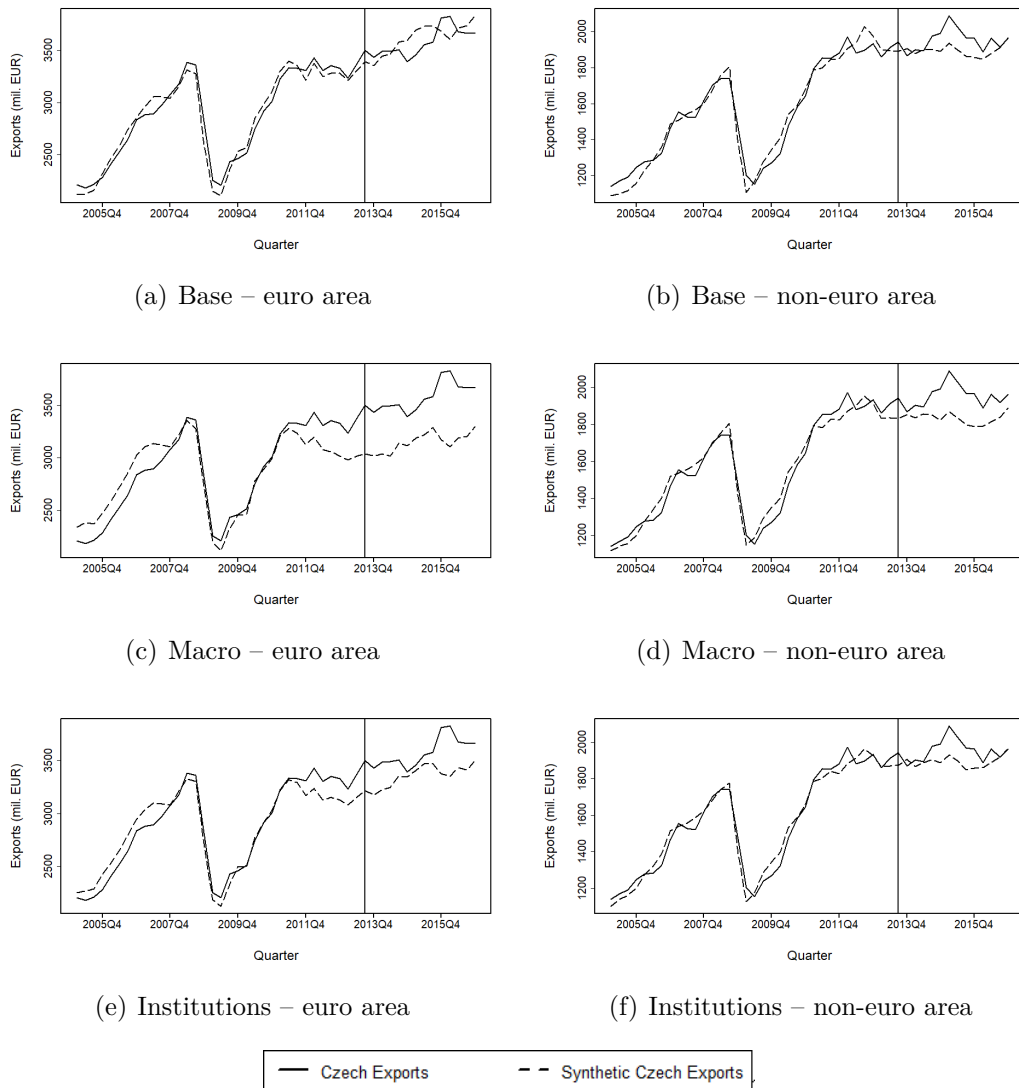 Exports (mil. EUR)
2500 3000 3500
2005Q4 2007Q4 2009Q4 2011Q4 2013Q4 2015Q4
Quarter
(a) Base – euro area
Exports (mil. EUR)
1200 1400 1600 1800 2000
2005Q4 2007Q4 2009Q4 2011Q4 2013Q4 2015Q4
Quarter
(b) Base – non-euro area
Exports (mil. EUR)
2500 3000 3500
2005Q4 2007Q4 2009Q4 2011Q4 2013Q4 2015Q4
Quarter
(c) Macro – euro area
Exports (mil. EUR)
1200 1400 1600 1800 2000
2005Q4 2007Q4 2009Q4 2011Q4 2013Q4 2015Q4
Quarter
(d) Macro – non-euro area
Exports (mil. EUR)
2500 3000 3500
2005Q4 2007Q4 2009Q4 2011Q4 2013Q4 2015Q4
Quarter
(e) Institutions – euro area
Exports (mil. EUR)
1200 1400 1600 1800 2000
2005Q4 2007Q4 2009Q4 2011Q4 2013Q4 2015Q4
Quarter
(f) Institutions – non-euro area
Czech Exports Synthetic Czech Exports